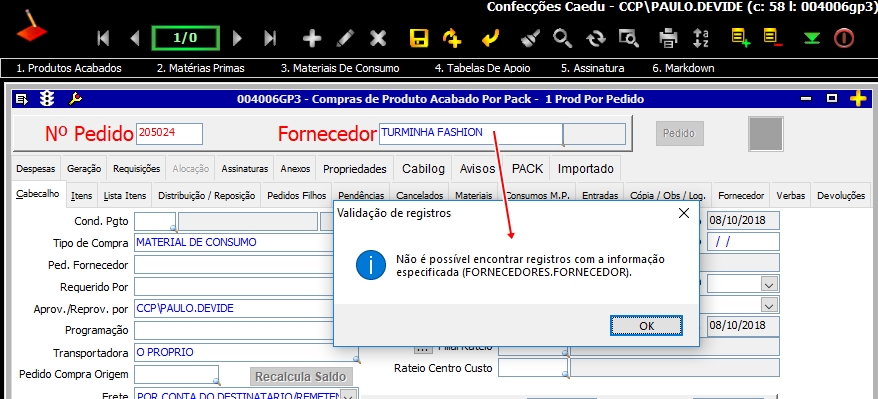 Confecções Caedu - CCP\PAULO.DEVIDE (c: 58 l: 004006gp3)
1/0
1. Produtos Acabados 2. Matérias Primas 3. Materiais De Consumo 4. Tabelas De Apoio 5. Assinatura 6. Markdown
004006GP3 - Compras de Produto Acabado Por Pack - 1 Prod Por Pedido
Nº Pedido 205024 Fornecedor TURMINHA FASHION Pedido
Despesas Geração Requisições Alocação Assinaturas Anexos Propriedades Cabilog Avisos PACK Importado
Cabecalho Itens Lista Itens Distribuição / Reposição Pedidos Filhos Pendências Cancelados Materiais Consumos M.P. Entradas Cópia / Obs / Log. Fornecedor Verbas Devoluções
Cond. Pgto 08/10/2018
Tipo de Compra MATERIAL DE CONSUMO / /
Ped. Fornecedor
Requerido Por
Aprov./Reprov. por CCP\PAULO.DEVIDE
Programação 08/10/2018
Transportadora O PROPRIO ... Filial Rateio
Pedido Compra Origem Recalcula Saldo Rateio Centro Custo
Frete POR CONTA DO DESTINATARIO/REMETEN
Validação de registros
Não é possível encontrar registros com a informação
especificada (FORNECEDORES.FORNECEDOR).
OK